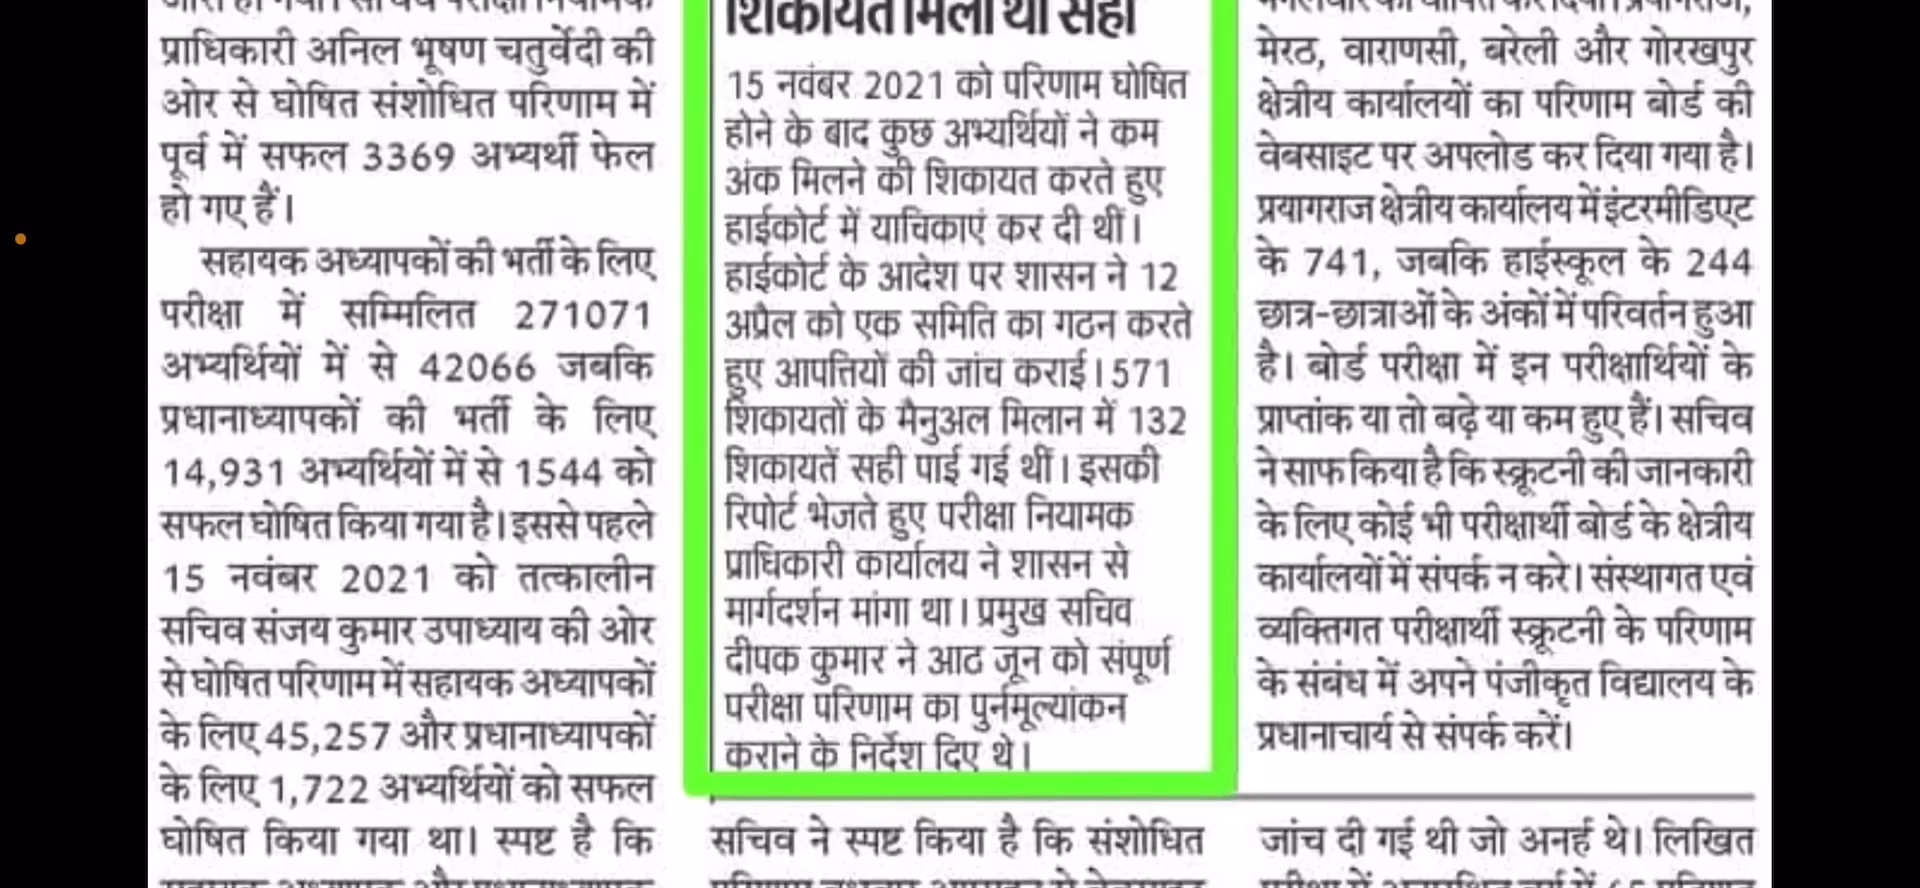 प्राधिकारी अनिल भूषण चतुर्वेदी की
ओर से घोषित संशोधित परिणाम में
पूर्व में सफल 3369 अभ्यर्थी फेल
हो गए हैं।
सहायक अध्यापकों की भर्ती के लिए
परीक्षा में सम्मिलित 271071
अभ्यर्थियों में से 42066 जबकि
प्रधानाध्यापकों की भर्ती के लिए
14,931 अभ्यर्थियों में से 1544 को
सफल घोषित किया गया है। इससे पहले
15 नवंबर 2021 को तत्कालीन
सचिव संजय कुमार उपाध्याय की ओर
से घोषित परिणाम में सहायक अध्यापकों
के लिए 45,257 और प्रधानाध्यापकों
के लिए 1,722 अभ्यर्थियों को सफल
घोषित किया गया था। स्पष्ट है कि
शिकायत मिली थी सही
15 नवंबर 2021 को परिणाम घोषित
होने के बाद कुछ अभ्यर्थियों ने कम
अंक मिलने की शिकायत करते हुए
हाईकोर्ट में याचिकाएं कर दी थीं।
हाईकोर्ट के आदेश पर शासन ने 12
अप्रैल को एक समिति का गठन करते
हुए आपत्तियों की जांच कराई। 571
शिकायतों के मैनुअल मिलान में 132
शिकायतें सही पाई गई थीं। इसकी
रिपोर्ट भेजते हुए परीक्षा नियामक
प्राधिकारी कार्यालय ने शासन से
मार्गदर्शन मांगा था। प्रमुख सचिव
दीपक कुमार ने आठ जून को संपूर्ण
परीक्षा परिणाम का पुर्नमूल्यांकन
कराने के निर्देश दिए थे।
सचिव ने स्पष्ट किया है कि संशोधित
मेरठ, वाराणसी, बरेली और गोरखपुर
क्षेत्रीय कार्यालयों का परिणाम बोर्ड की
वेबसाइट पर अपलोड कर दिया गया है।
प्रयागराज क्षेत्रीय कार्यालय में इंटरमीडिएट
के 741, जबकि हाईस्कूल के 244
छात्र-छात्राओं के अंकों में परिवर्तन हुआ
है। बोर्ड परीक्षा में इन परीक्षार्थियों के
प्राप्तांक या तो बढ़े या कम हुए हैं। सचिव
ने साफ किया है कि स्क्रूटनी की जानकारी
के लिए कोई भी परीक्षार्थी बोर्ड के क्षेत्रीय
कार्यालयों में संपर्क न करे। संस्थागत एवं
व्यक्तिगत परीक्षार्थी स्क्रूटनी के परिणाम
के संबंध में अपने पंजीकृत विद्यालय के
प्रधानाचार्य से संपर्क करें।
जांच दी गई थी जो अनर्ह थे। लिखित